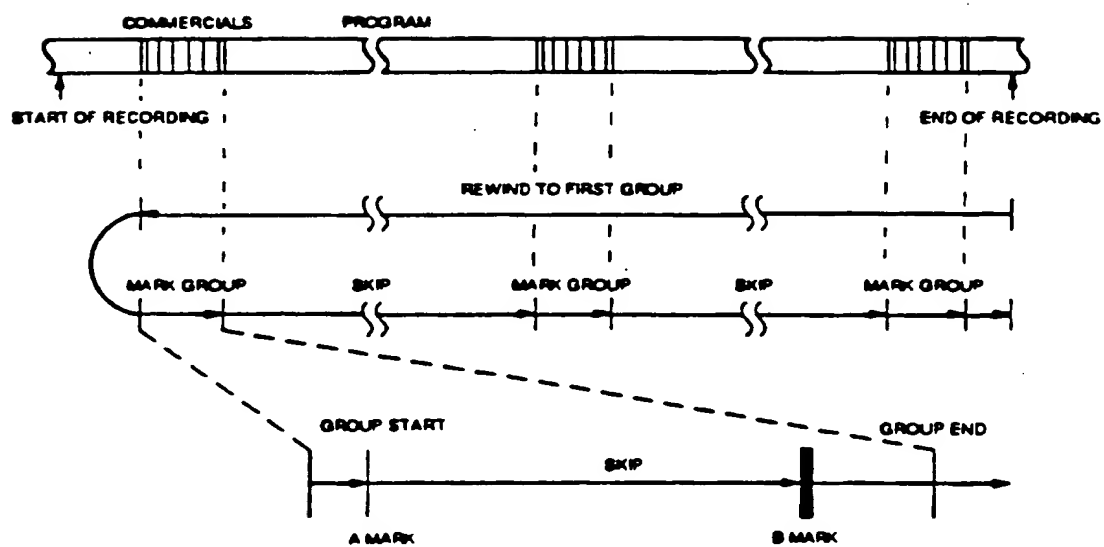 COMMERCIALS PROGRAM
START OF RECORDING END OF RECORDING
REWIND TO FIRST GROUP
MARK GROUP SKIP MARK GROUP SKIP MARK GROUP
GROUP START GROUP END
SKIP
A MARK B MARK